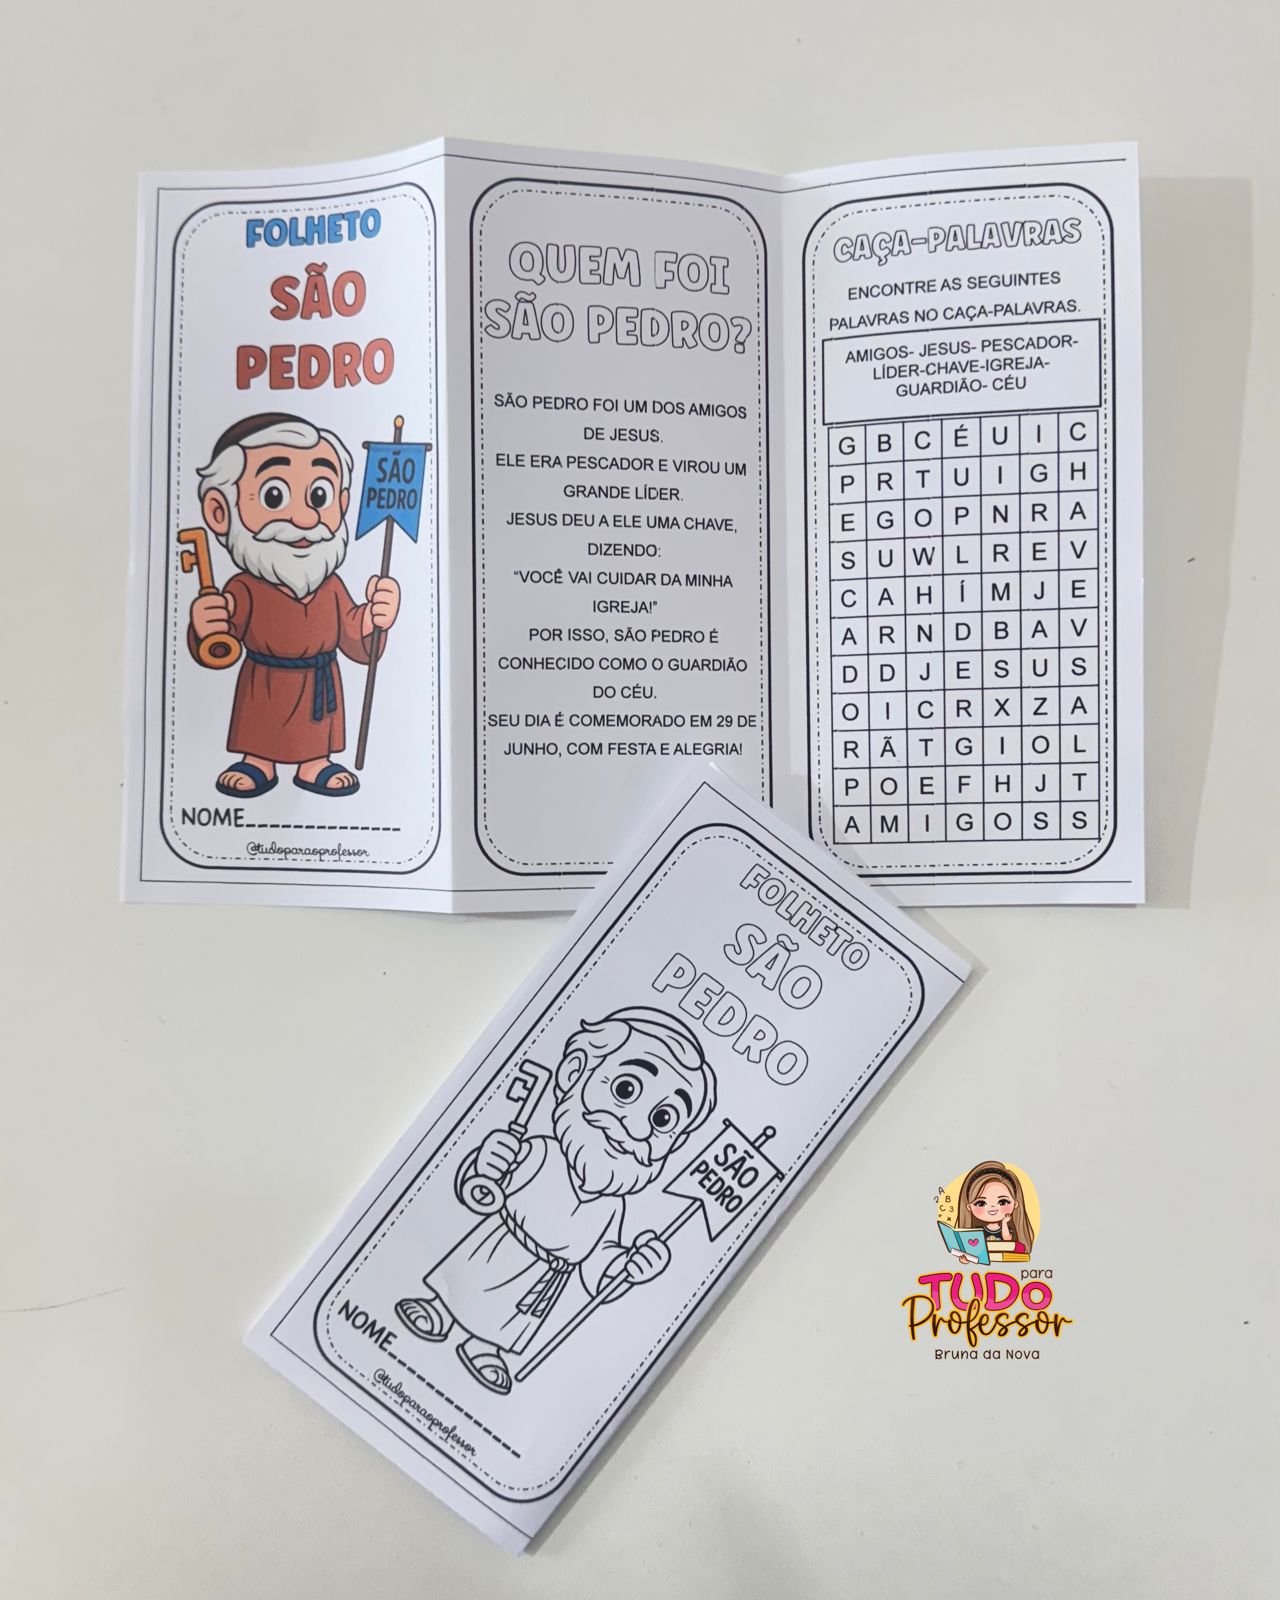 FOLHETO
SÃO
PEDRO
SÃO
PEDRO
NOME_______________
@tudoparaoprofessor
QUEM FOI
SÃO PEDRO?
SÃO PEDRO FOI UM DOS AMIGOS
DE JESUS.
ELE ERA PESCADOR E VIROU UM
GRANDE LÍDER.
JESUS DEU A ELE UMA CHAVE,
DIZENDO:
“VOCÊ VAI CUIDAR DA MINHA
IGREJA!”
POR ISSO, SÃO PEDRO É
CONHECIDO COMO O GUARDIÃO
DO CÉU.
SEU DIA É COMEMORADO EM 29 DE
JUNHO, COM FESTA E ALEGRIA!
CAÇA-PALAVRAS
ENCONTRE AS SEGUINTES
PALAVRAS NO CAÇA-PALAVRAS.
AMIGOS- JESUS- PESCADOR-
LÍDER-CHAVE-IGREJA-
GUARDIÃO- CÉU
G B C É U I C
P R T U I G H
E G O P N R A
S U W L R E V
C A H Í M J E
A R N D B A V
D D J E S U S
O I C R X Z A
R Ã T G I O L
P O E F H J T
A M I G O S S
FOLHETO
SÃO
PEDRO
SÃO
PEDRO
NOME_______________
@tudoparaoprofessor
A
2 B
C 3
+ x
para
TUDO
Professor
Bruna da Nova